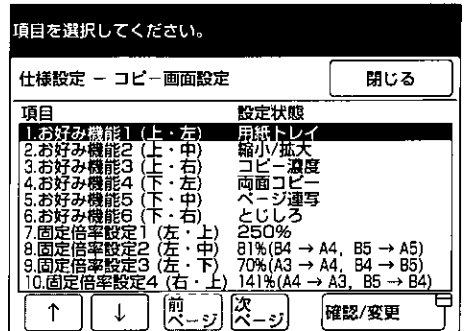 項目を選択してください。
仕様設定 － コピー画面設定
閉じる
項目 設定状態
1.お好み機能1 (上・左) 用紙トレイ
2.お好み機能2 (上・中) 縮小/拡大
3.お好み機能3 (上・右) コピー濃度
4.お好み機能4 (下・左) 両面コピー
5.お好み機能5 (下・中) ページ連写
6.お好み機能6 (下・右) とじしろ
7.固定倍率設定1 (左・上) 250%
8.固定倍率設定2 (左・中) 81%(B4 → A4, B5 → A5)
9.固定倍率設定3 (左・下) 70%(A3 → A4, B4 → B5)
10.固定倍率設定4 (右・上) 141%(A4 → A3, B5 → B4)
↑ ↓ 前ページ 次ページ 確認/変更